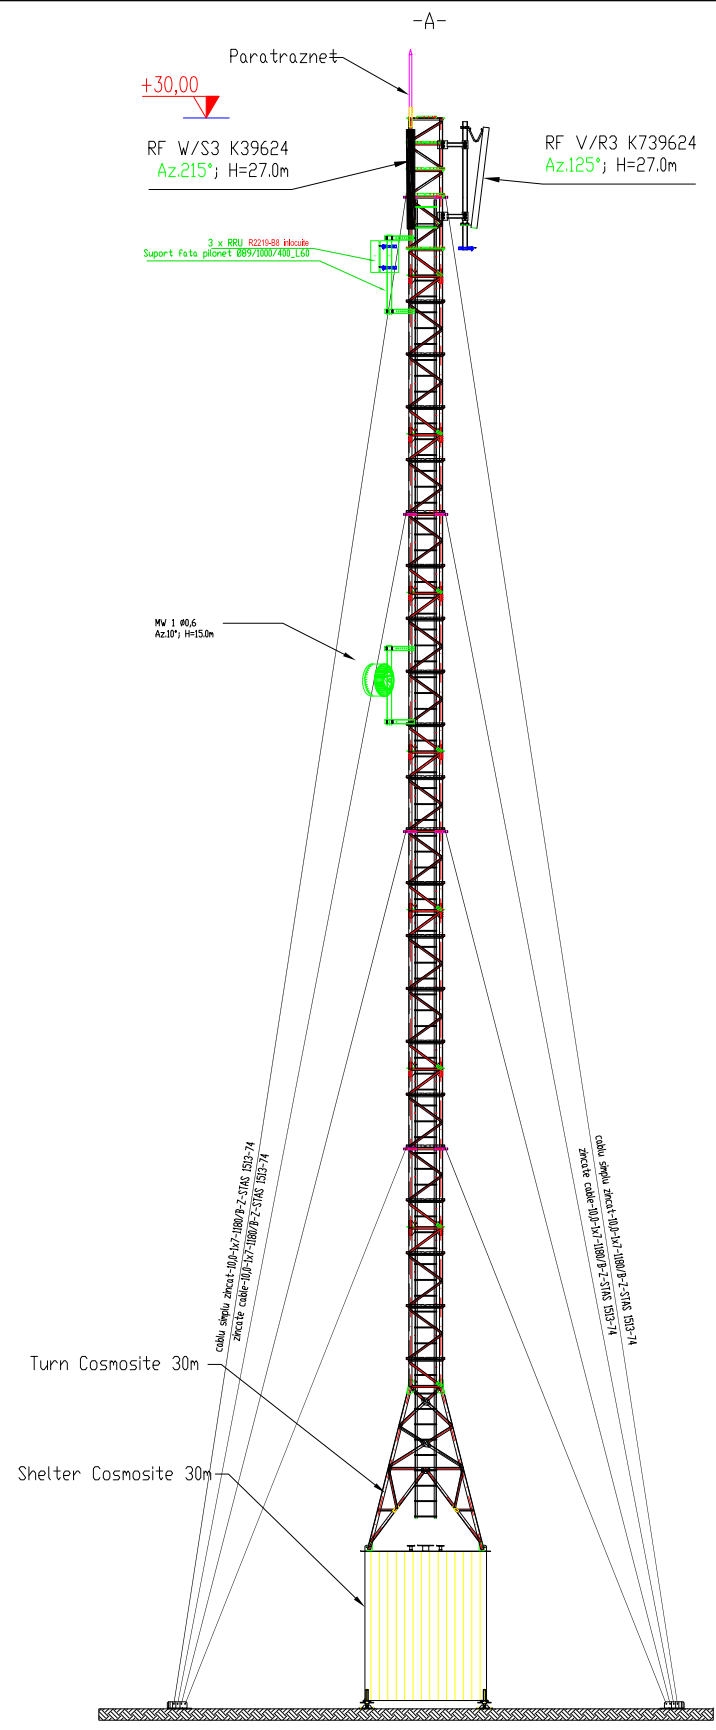 -A-
Paratraznet
+30,00
RF W/S3 K39624
Az.215°; H=27.0m
RF V/R3 K739624
Az.125°; H=27.0m
3 x RRU R2219-B8 inlocuite
Suport fata pilonet Ø89/1000/400_L60
MW 1 Ø0,6
Az.10°; H=15.0m
cablu simplu zincat-10,0-1x7-1180/B-Z-STAS 1513-74
zincate cable-10,0-1x7-1180/B-Z-STAS 1513-74
cablu simplu zincat-10,0-1x7-1180/B-Z-STAS 1513-74
zincate cable-10,0-1x7-1180/B-Z-STAS 1513-74
Turn Cosmosite 30m
Shelter Cosmosite 30m